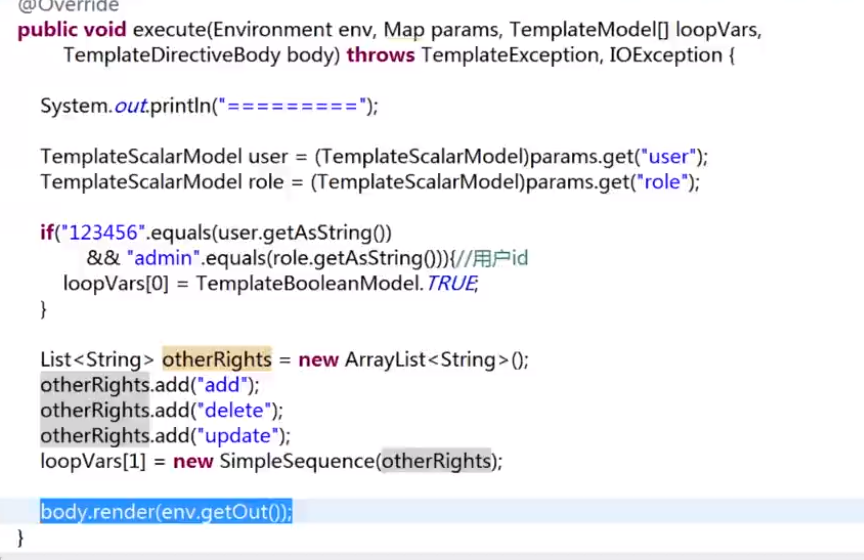 @Override
public void execute(Environment env, Map params, TemplateModel[] loopVars,
TemplateDirectiveBody body) throws TemplateException, IOException {
System.out.println("=========");
TemplateScalarModel user = (TemplateScalarModel)params.get("user");
TemplateScalarModel role = (TemplateScalarModel)params.get("role");
if("123456".equals(user.getAsString())
&& "admin".equals(role.getAsString())){//用户id
loopVars[0] = TemplateBooleanModel.TRUE;
}
List<String> otherRights = new ArrayList<String>();
otherRights.add("add");
otherRights.add("delete");
otherRights.add("update");
loopVars[1] = new SimpleSequence(otherRights);
body.render(env.getOut());
}